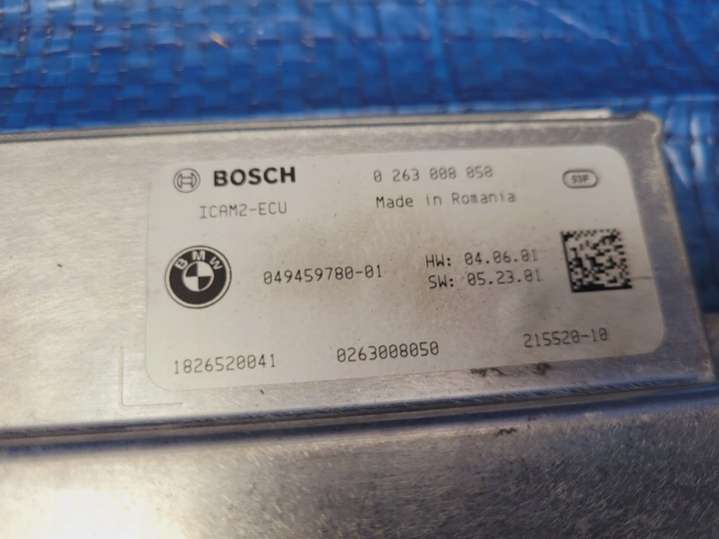 BOSCH 0 263 008 050 SSP
ICAM2-ECU Made in Romania
BMW 049459780-01 HW: 04.06.01
SW: 05.23.01
1826520041 0263008050 215520-10